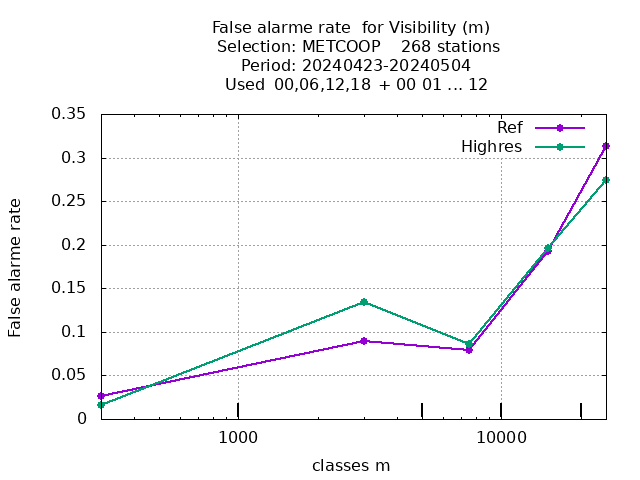 False alarme rate  for Visibility (m)
Selection: METCOOP    268 stations
Period: 20240423-20240504
Used  00,06,12,18 + 00 01 ... 12
0.35
Ref
Highres
0.3
0.25
0.2
0.15
0.1
0.05
0
False alarme rate
1000
10000
classes m